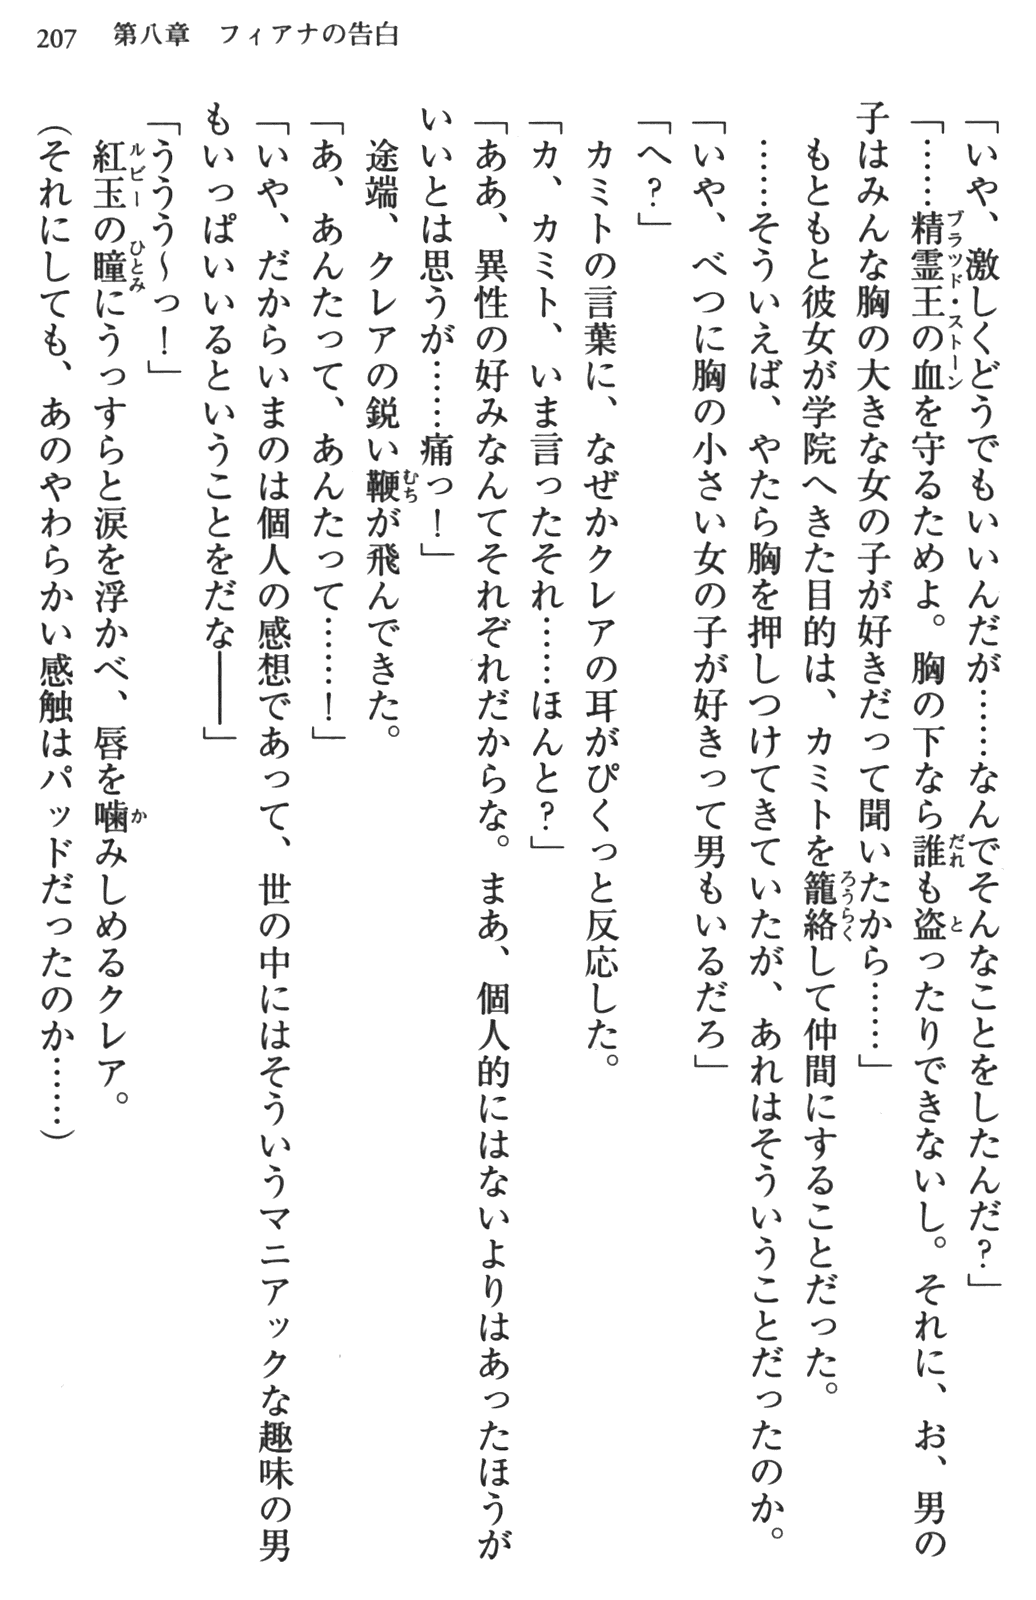 207 第八章 フィアナの告白
「いや、激しくどうでもいいんだが……なんでそんなことをしたんだ？」
「……精霊王の血を守るためよ。胸の下なら誰も盗ったりできないし。それに、お、男の
ブラッド・ストーン
だれ
と
子はみんな胸の大きな女の子が好きだって聞いたから……」
もともと彼女が学院へきた目的は、カミトを籠絡して仲間にすることだった。
ろうらく
……そういえば、やたら胸を押しつけてきていたが、あれはそういうことだったのか。
「いや、べつに胸の小さい女の子が好きって男もいるだろ」
「へ？」
カミトの言葉に、なぜかクレアの耳がぴくっと反応した。
「カ、カミト、いま言ったそれ……ほんと？」
「ああ、異性の好みなんてそれぞれだからな。まあ、個人的にはないよりはあったほうが
いいとは思うが……痛っ！」
途端、クレアの鋭い鞭が飛んできた。
むち
「あ、あんたって、あんたって……！」
「いや、だからいまのは個人の感想であって、世の中にはそういうマニアックな趣味の男
もいっぱいいるということをだな――」
「ううう～っ！」
紅玉の瞳にうっすらと涙を浮かべ、唇を噛みしめるクレア。
ルビー
ひとみ
か
（それにしても、あのやわらかい感触はパッドだったのか……）